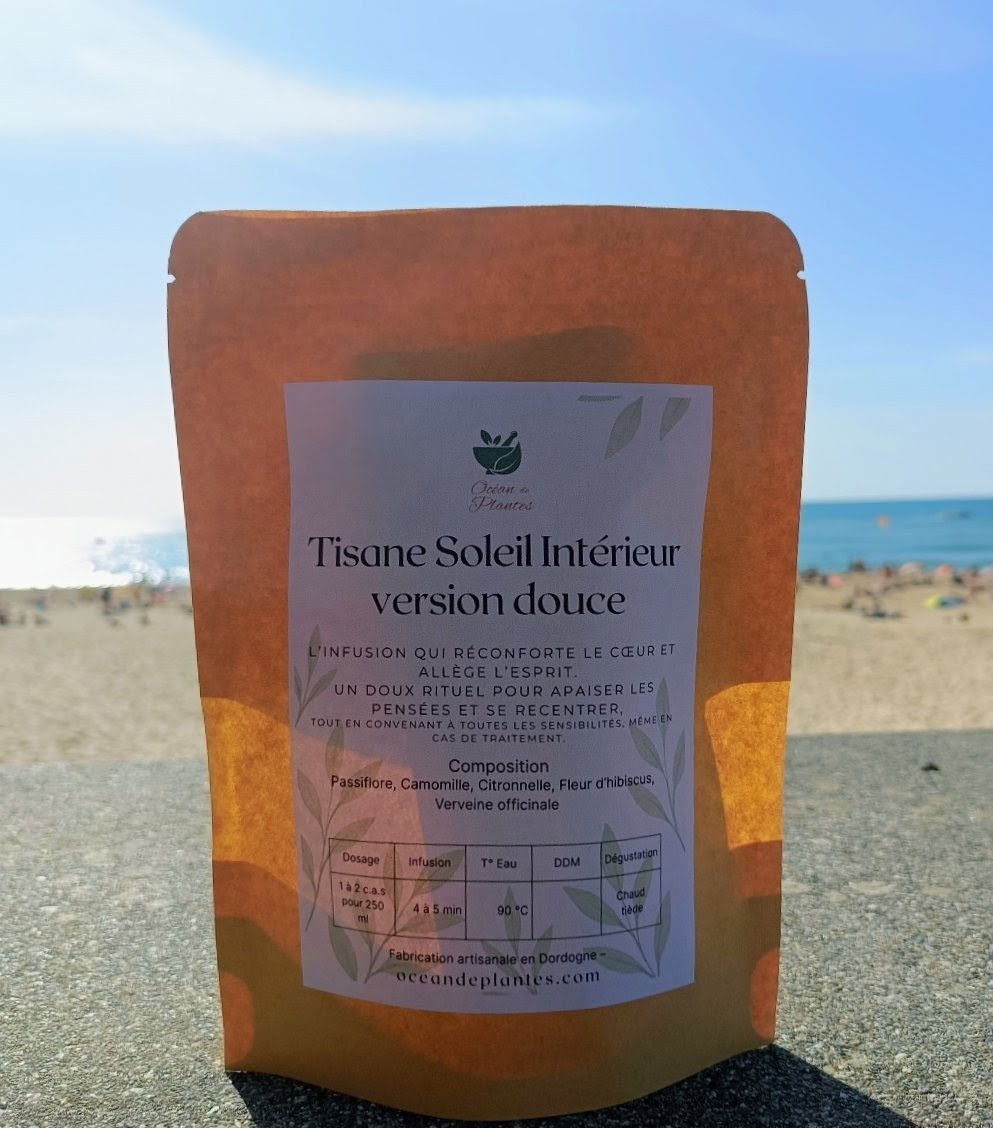 Océan de
Plantes
Tisane Soleil Intérieur
version douce
L'INFUSION QUI RÉCONFORTE LE CŒUR ET
ALLÈGE L'ESPRIT.
UN DOUX RITUEL POUR APAISER LES
PENSÉES ET SE RECENTRER,
TOUT EN CONVENANT À TOUTES LES SENSIBILITÉS, MÊME EN
CAS DE TRAITEMENT.
Composition
Passiflore, Camomille, Citronnelle, Fleur d'hibiscus,
Verveine officinale
Dosage Infusion T° Eau DDM Dégustation
1 à 2 c.a.s
pour 250
ml
4 à 5 min
90 °C
Chaud
tiède
Fabrication artisanale en Dordogne –
oceandeplantes.com